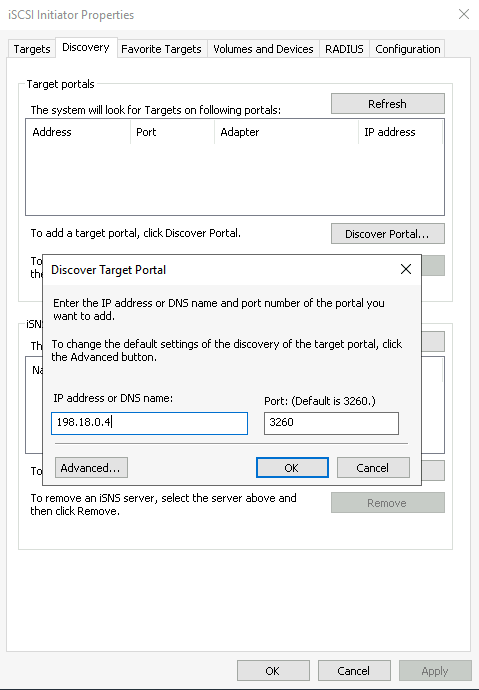 iSCSI Initiator Properties
Targets Discovery Favorite Targets Volumes and Devices RADIUS Configuration
Target portals
The system will look for Targets on following portals:
Refresh
Address Port Adapter IP address
To add a target portal, click Discover Portal.
Discover Portal...
To
the
Discover Target Portal
Enter the IP address or DNS name and port number of the portal you
want to add.
To change the default settings of the discovery of the target portal, click
the Advanced button.
IP address or DNS name:
Port: (Default is 3260.)
198.18.0.4
3260
Advanced...
OK
Cancel
iSN
Th
Na
To
To remove an iSNS server, select the server above and
then click Remove.
Remove
OK
Cancel
Apply